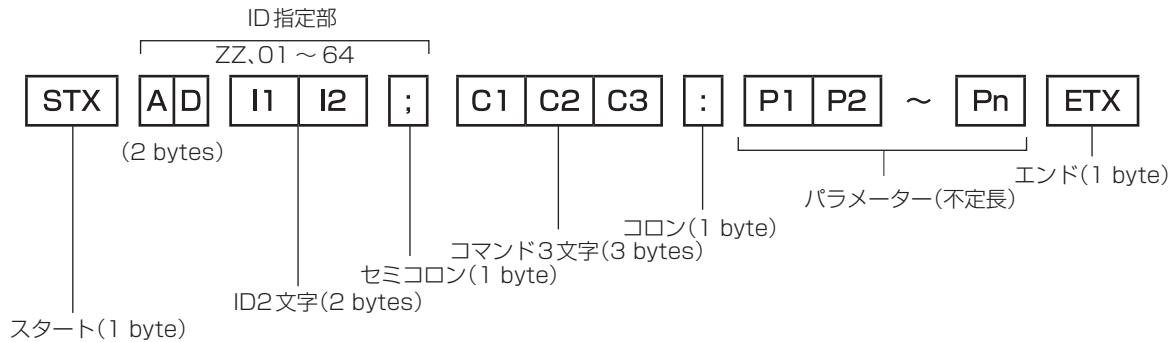 ID指定部
ZZ、01 ～ 64
STX A D I1 I2 ; C1 C2 C3 : P1 P2 ～ Pn ETX
(2 bytes)
エンド(1 byte)
パラメーター(不定長)
コロン(1 byte)
コマンド3文字(3 bytes)
セミコロン(1 byte)
ID2文字(2 bytes)
スタート(1 byte)